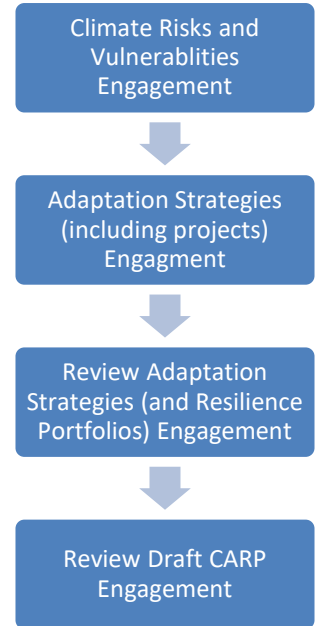 Climate Risks and
Vulnerablities
Engagement
Adaptation Strategies
(including projects)
Engagment
Review Adaptation
Strategies (and Resilience
Portfolios) Engagement
Review Draft CARP
Engagement